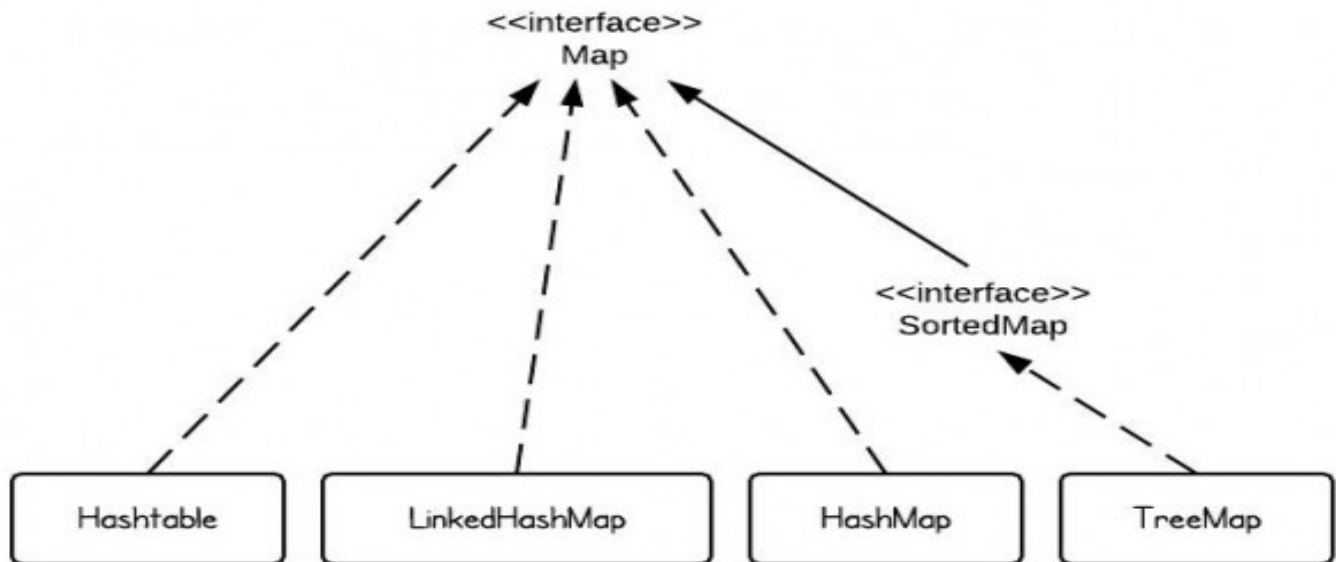 <<interface>>
Map
<<interface>>
SortedMap
Hashtable
LinkedHashMap
HashMap
TreeMap